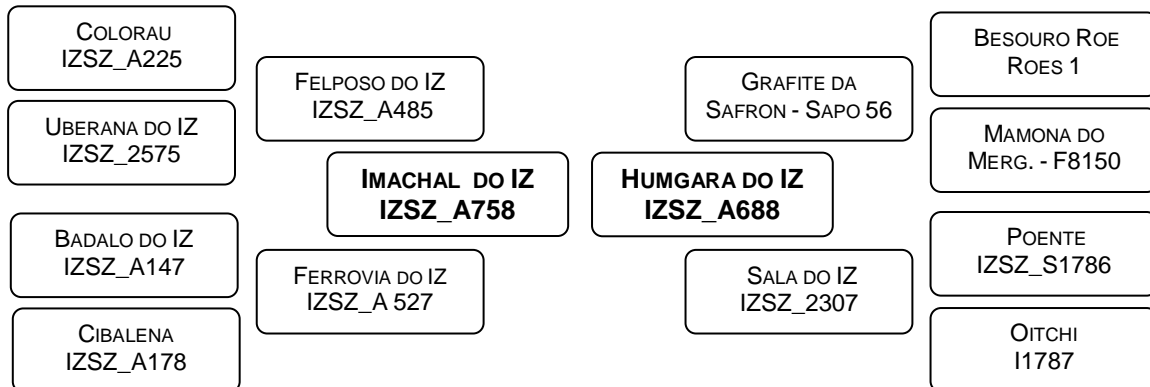 COLORAU
IZSZ_A225
UBERANA DO IZ
IZSZ_2575
BADALO DO IZ
IZSZ_A147
CIBALENA
IZSZ_A178
FELPOSO DO IZ
IZSZ_A485
FERROVIA DO IZ
IZSZ_A 527
IMACHAL DO IZ
IZSZ_A758
HUMGARA DO IZ
IZSZ_A688
GRAFITE DA
SAFRON - SAPO 56
SALA DO IZ
IZSZ_2307
BESOURO ROE
ROES 1
MAMONA DO
MERG. - F8150
POENTE
IZSZ_S1786
OITCHI
I1787